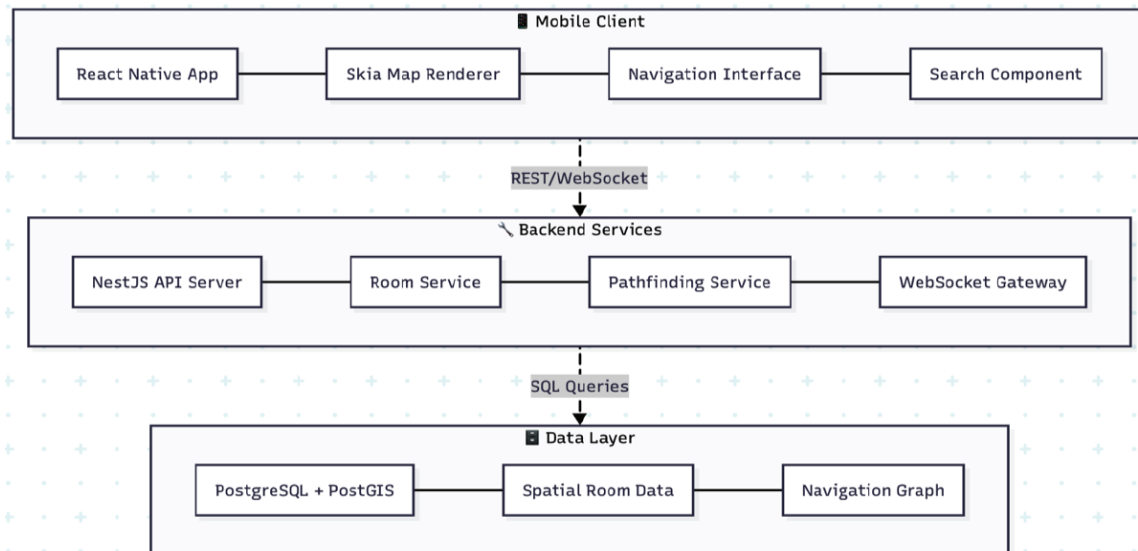 Mobile Client
React Native App
Skia Map Renderer
Navigation Interface
Search Component
REST/WebSocket
Backend Services
NestJS API Server
Room Service
Pathfinding Service
WebSocket Gateway
SQL Queries
Data Layer
PostgreSQL + PostGIS
Spatial Room Data
Navigation Graph